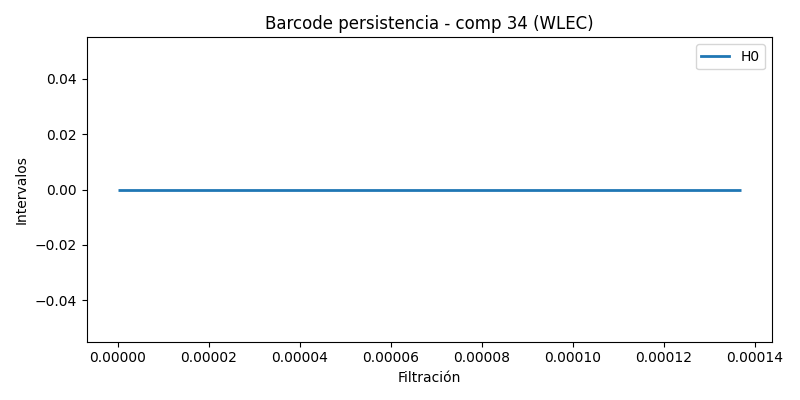 Barcode persistencia - comp 34 (WLEC)
H0
0.04
0.02
0.00
−0.02
−0.04
Intervalos
0.00000 0.00002 0.00004 0.00006 0.00008 0.00010 0.00012 0.00014
Filtración